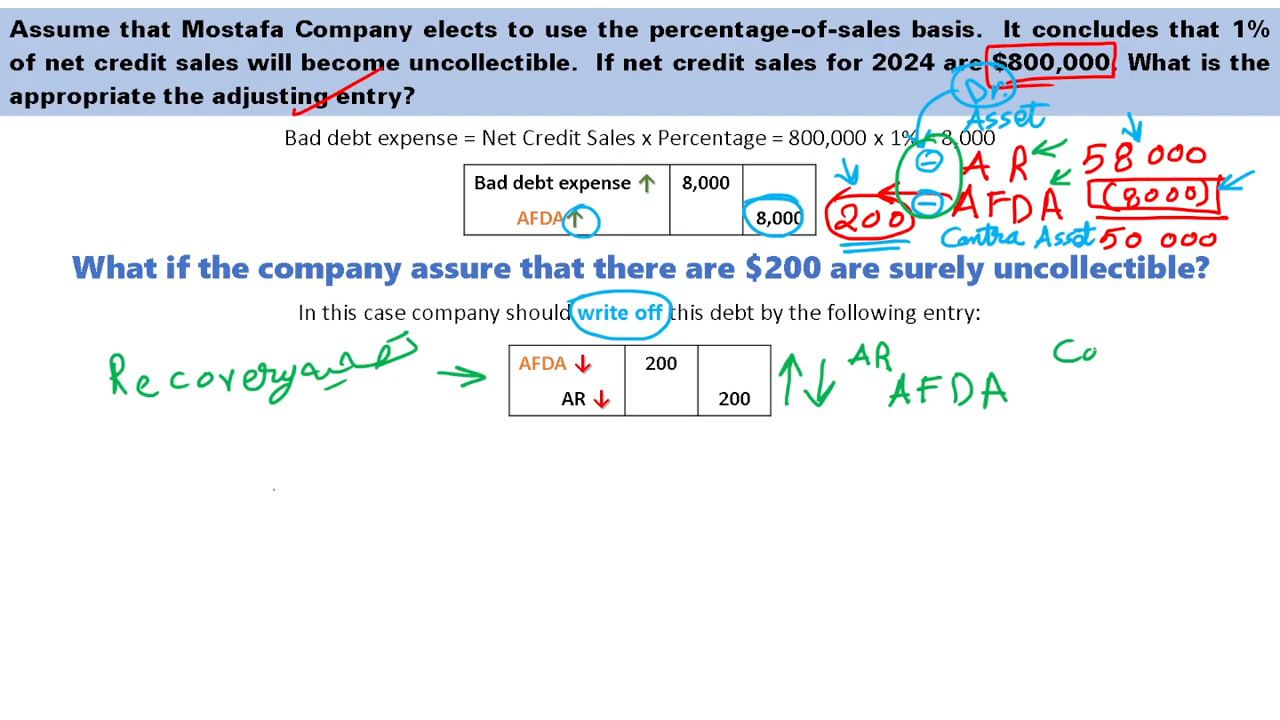 Assume that Mostafa Company elects to use the percentage-of-sales basis. It concludes that 1%
of net credit sales will become uncollectible. If net credit sales for 2024 are $800,000. What is the
appropriate the adjusting entry?
Dr.
Asset
Bad debt expense = Net Credit Sales x Percentage = 800,000 x 1% = 8,000
- AR 58 000
Bad debt expense ↑ 8,000
AFDA ↑ 8,000
200 - AFDA (8000)
Contra Asset 50 000
What if the company assure that there are $200 are surely uncollectible?
In this case company should write off this debt by the following entry:
Recovery
AFDA ↓ 200
AR ↓ 200
AR
AFDA
Co